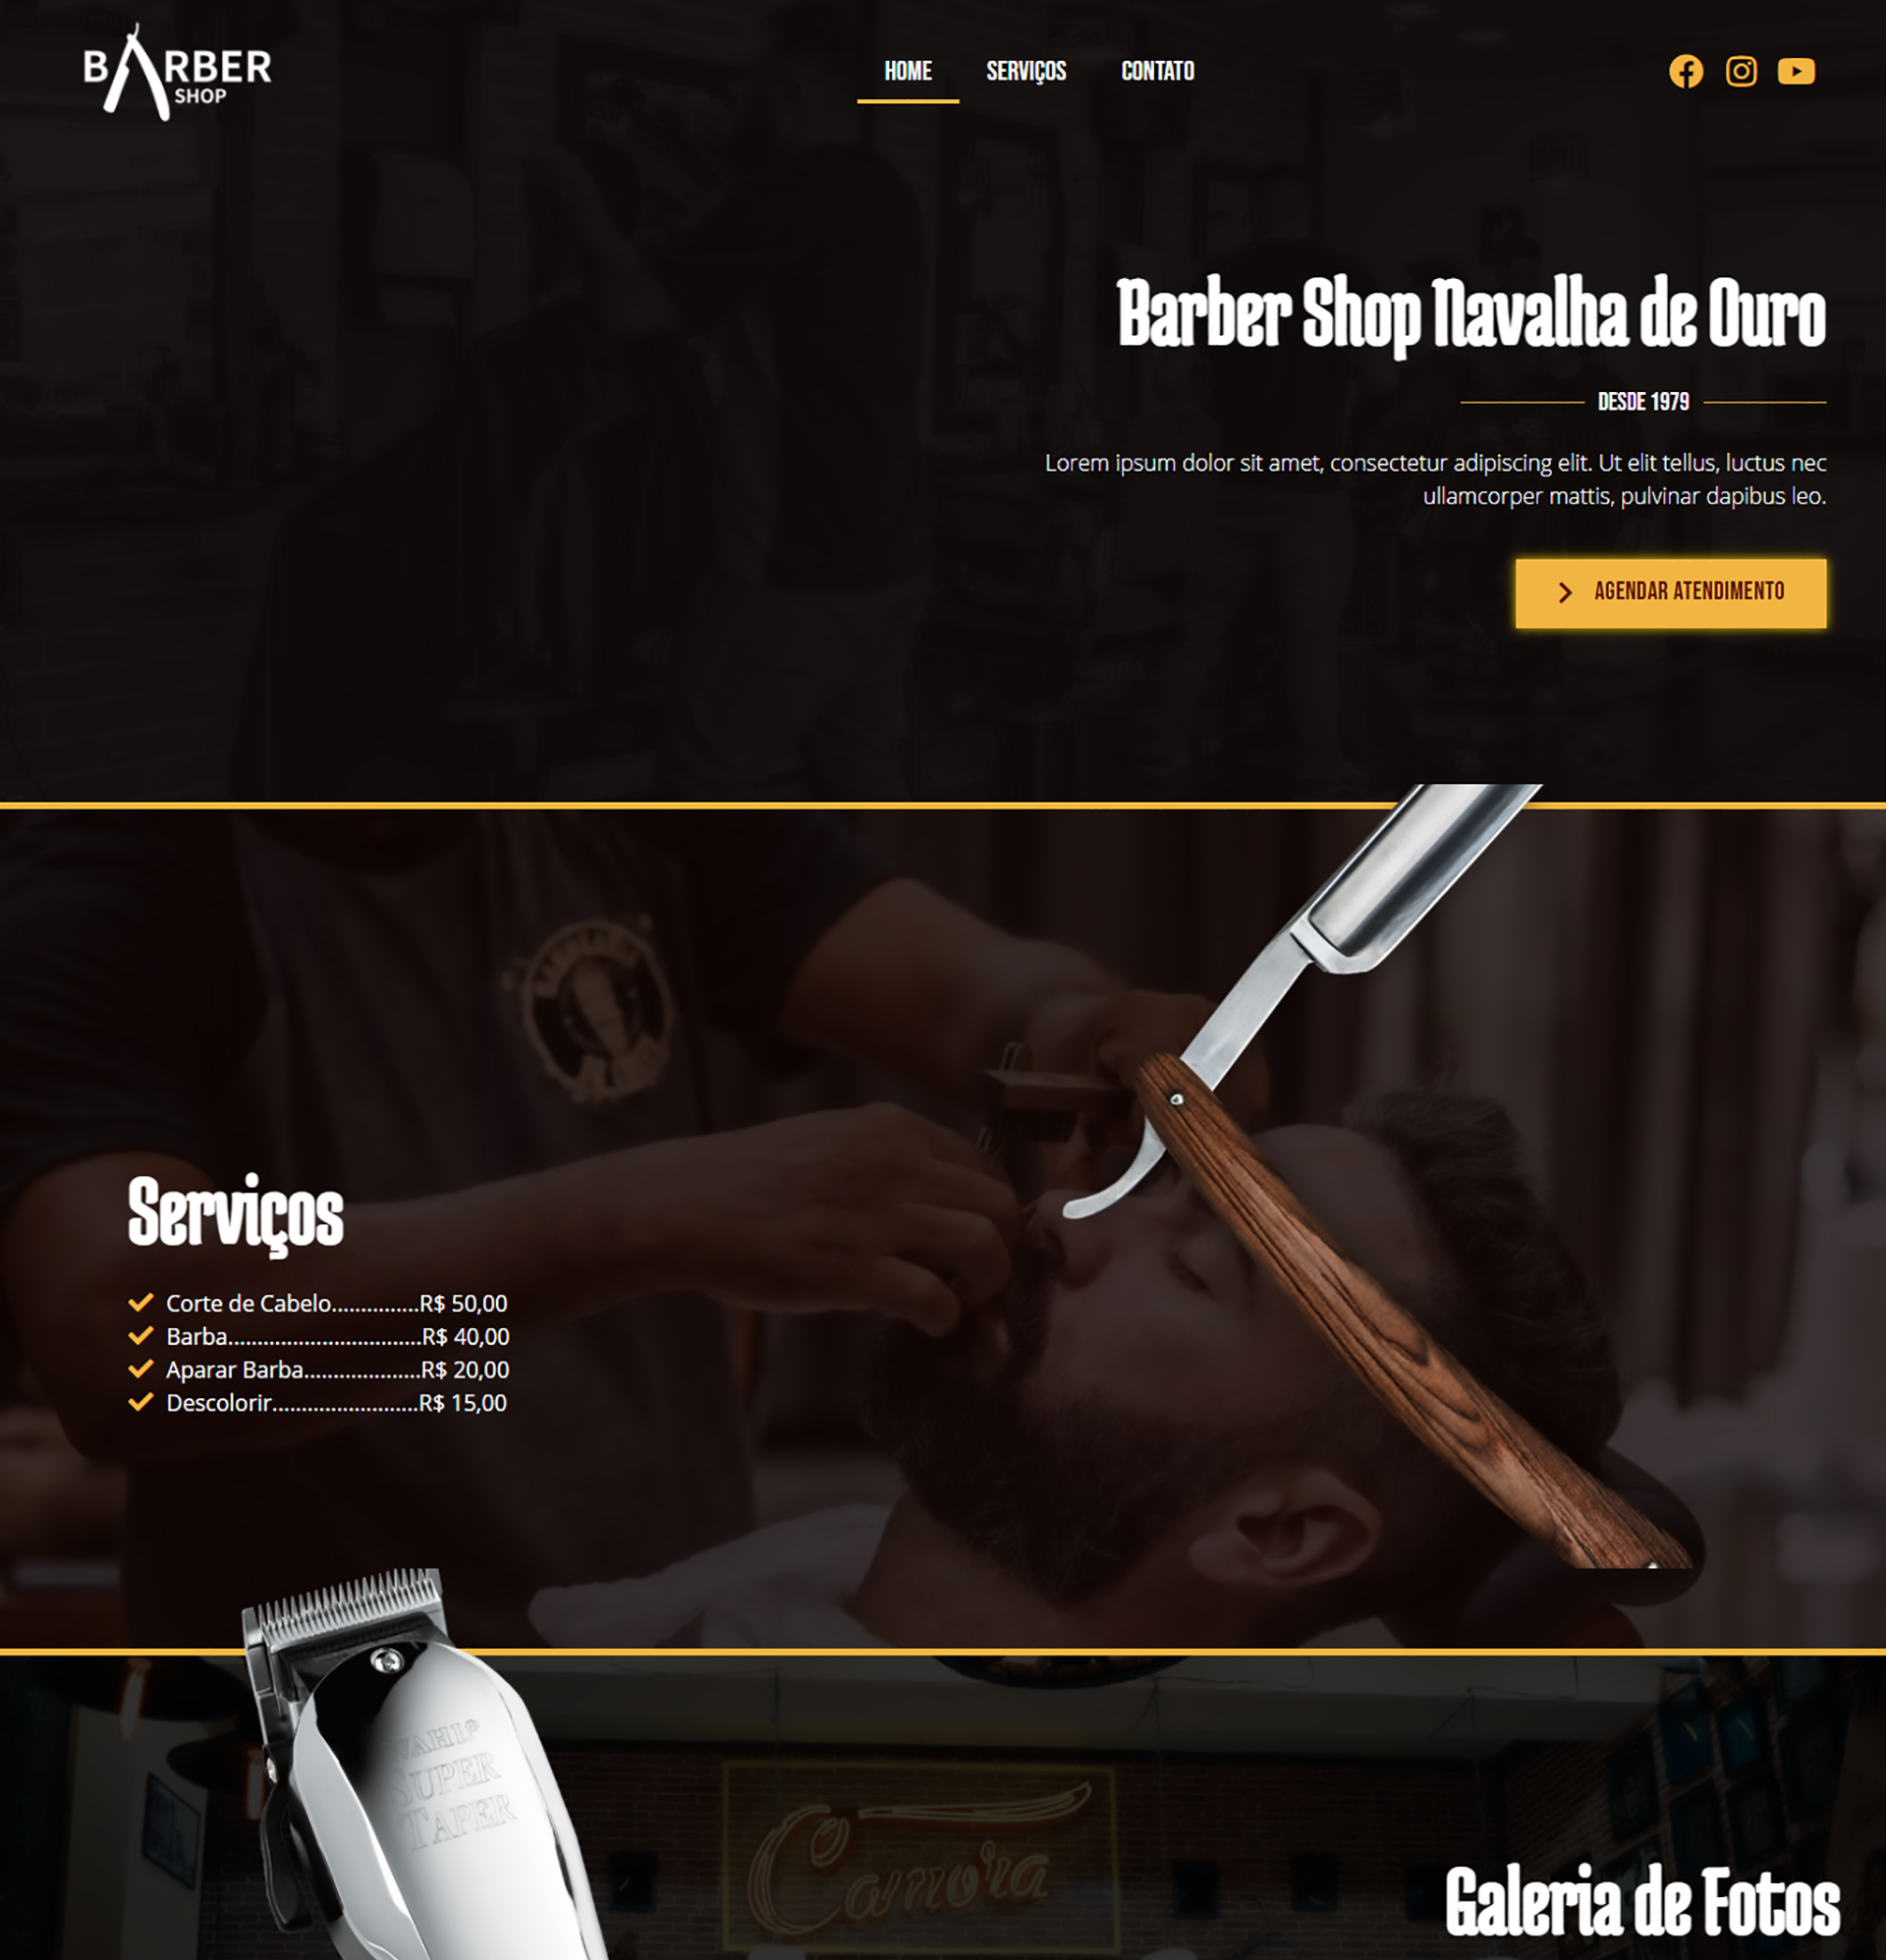 BARBER
SHOP
HOME SERVIÇOS CONTATO
Barber Shop Navalha de Ouro
DESDE 1979
Lorem ipsum dolor sit amet, consectetur adipiscing elit. Ut elit tellus, luctus nec
ullamcorper mattis, pulvinar dapibus leo.
AGENDAR ATENDIMENTO
Serviços
Corte de Cabelo...............R$ 50,00
Barba.................................R$ 40,00
Aparar Barba....................R$ 20,00
Descolorir.........................R$ 15,00
WAHL®
SUPER
TAPER
Galeria de Fotos